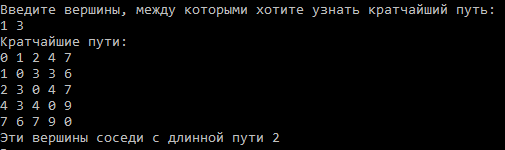 Введите вершины, между которыми хотите узнать кратчайший путь:
1 3
Кратчайшие пути:
0 1 2 4 7
1 0 3 3 6
2 3 0 4 7
4 3 4 0 9
7 6 7 9 0
Эти вершины соседи с длинной пути 2